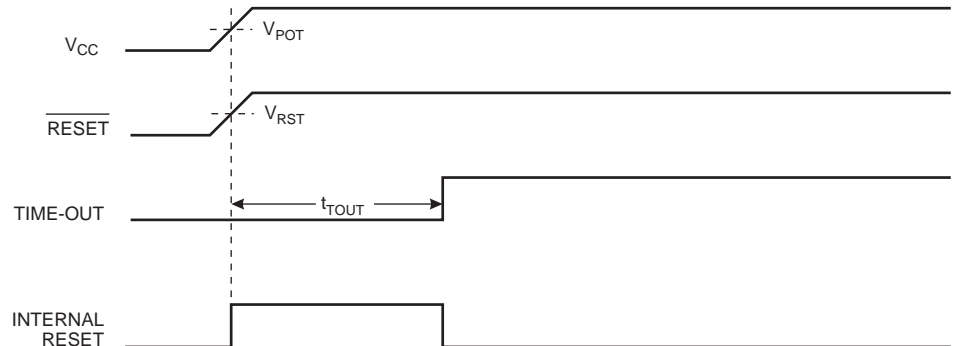 VCC
VPOT
RESET
VRST
TIME-OUT
tTOUT
INTERNAL
RESET